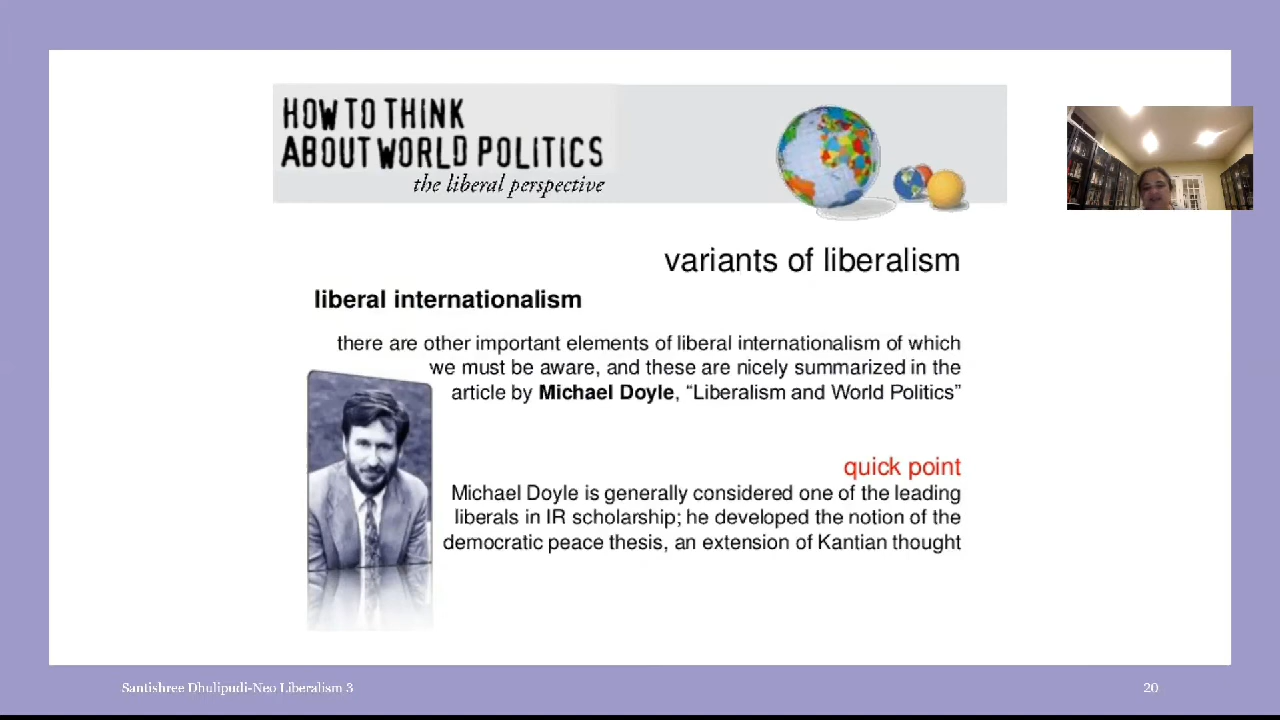 HOW TO THINK
ABOUT WORLD POLITICS
the liberal perspective
variants of liberalism
liberal internationalism
there are other important elements of liberal internationalism of which
we must be aware, and these are nicely summarized in the
article by Michael Doyle, “Liberalism and World Politics”
quick point
Michael Doyle is generally considered one of the leading
liberals in IR scholarship; he developed the notion of the
democratic peace thesis, an extension of Kantian thought
Santishree Dhulipudi-Neo Liberalism 3
20